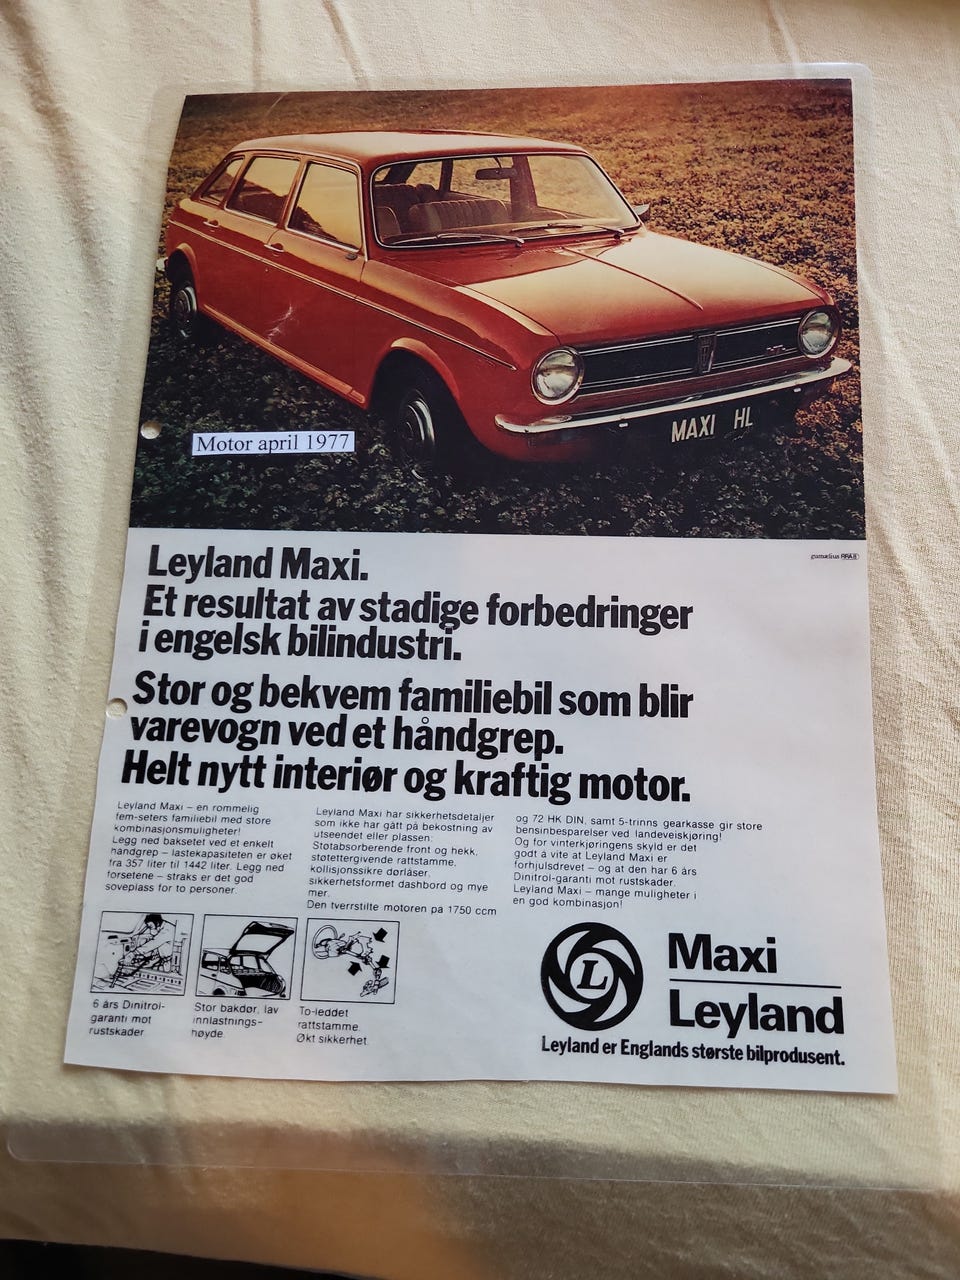 MAXI HL
Motor april 1977
Leyland Maxi.
Et resultat av stadige forbedringer
i engelsk bilindustri.
Stor og bekvem familiebil som blir
varevogn ved et håndgrep.
Helt nytt interiør og kraftig motor.
Leyland Maxi – en rommelig
fem-seters familiebil med store
kombinasjonsmuligheter!
Legg ned baksetet ved et enkelt
håndgrep – lastekapasiteten er øket
fra 357 liter til 1442 liter. Legg ned
forsetene – straks er det god
soveplass for to personer.
Leyland Maxi har sikkerhetsdetaljer
som ikke har gått på bekostning av
utseendet eller plassen:
Støtabsorberende front og hekk,
støtettergivende rattstamme,
kollisjonssikre dørlåser,
sikkerhetsformet dashbord og mye
mer.
Den tverrstilte motoren på 1750 ccm
og 72 HK DIN, samt 5-trinns gearkasse gir store
bensinbesparelser ved landeveiskjøring!
Og for vinterkjøringens skyld er det
godt å vite at Leyland Maxi er
forhjulsdrevet – og at den har 6 års
Dinitrol-garanti mot rustskader.
Leyland Maxi – mange muligheter i
en god kombinasjon!
6 års Dinitrol-
garanti mot
rustskader.
Stor bakdør, lav
innlastnings-
høyde.
To-leddet
rattstamme.
Økt sikkerhet.
L
Maxi
Leyland
Leyland er Englands største bilprodusent.